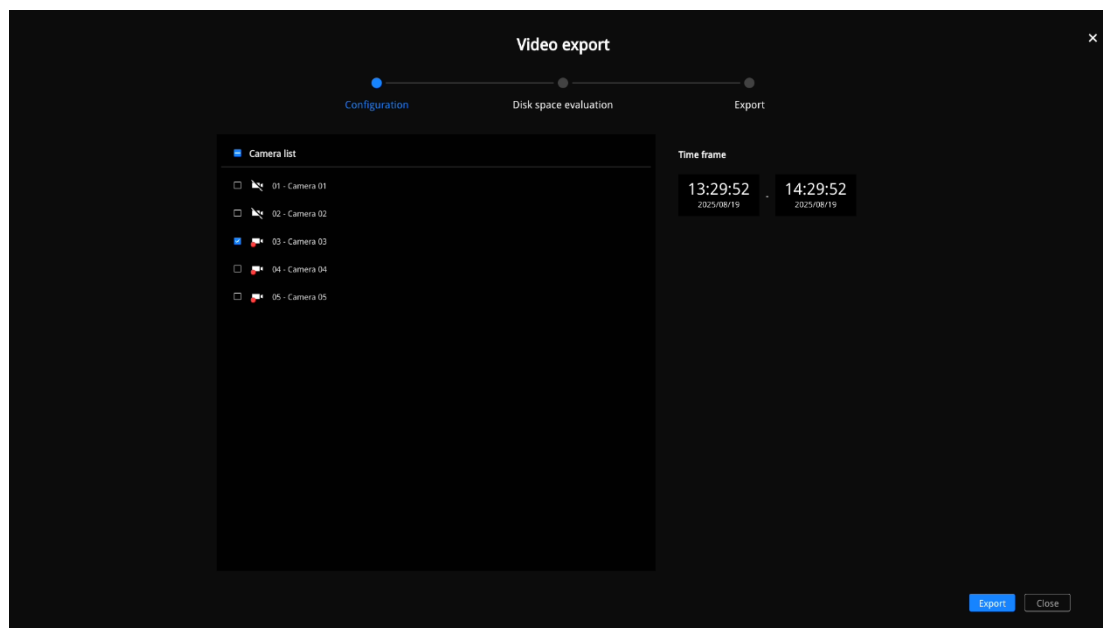 Video export
Configuration
Disk space evaluation
Export
Camera list
01 - Camera 01
02 - Camera 02
03 - Camera 03
04 - Camera 04
05 - Camera 05
Time frame
13:29:52 - 14:29:52
2025/08/19 2025/08/19
Export
Close